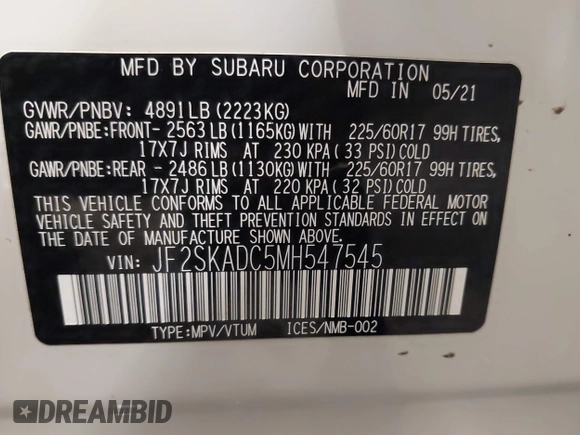 MFD BY SUBARU CORPORATION
MFD IN 05/21
GVWR/PNBV: 4891LB (2223KG)
GAWR/PNBE:FRONT- 2563LB (1165KG) WITH 225/60R17 99H TIRES,
17X7J RIMS AT 230 KPA ( 33 PSI) COLD
GAWR/PNBE:REAR - 2486LB (1130KG) WITH 225/60R17 99H TIRES,
17X7J RIMS AT 220 KPA ( 32 PSI) COLD
THIS VEHICLE CONFORMS TO ALL APPLICABLE FEDERAL MOTOR
VEHICLE SAFETY AND THEFT PREVENTION STANDARDS IN EFFECT ON
THE DATE OF MANUFACTURE SHOWN ABOVE.
VIN: JF2SKADC5MH547545
TYPE:MPV/VTUM ICES/NMB-002
DREAMBID